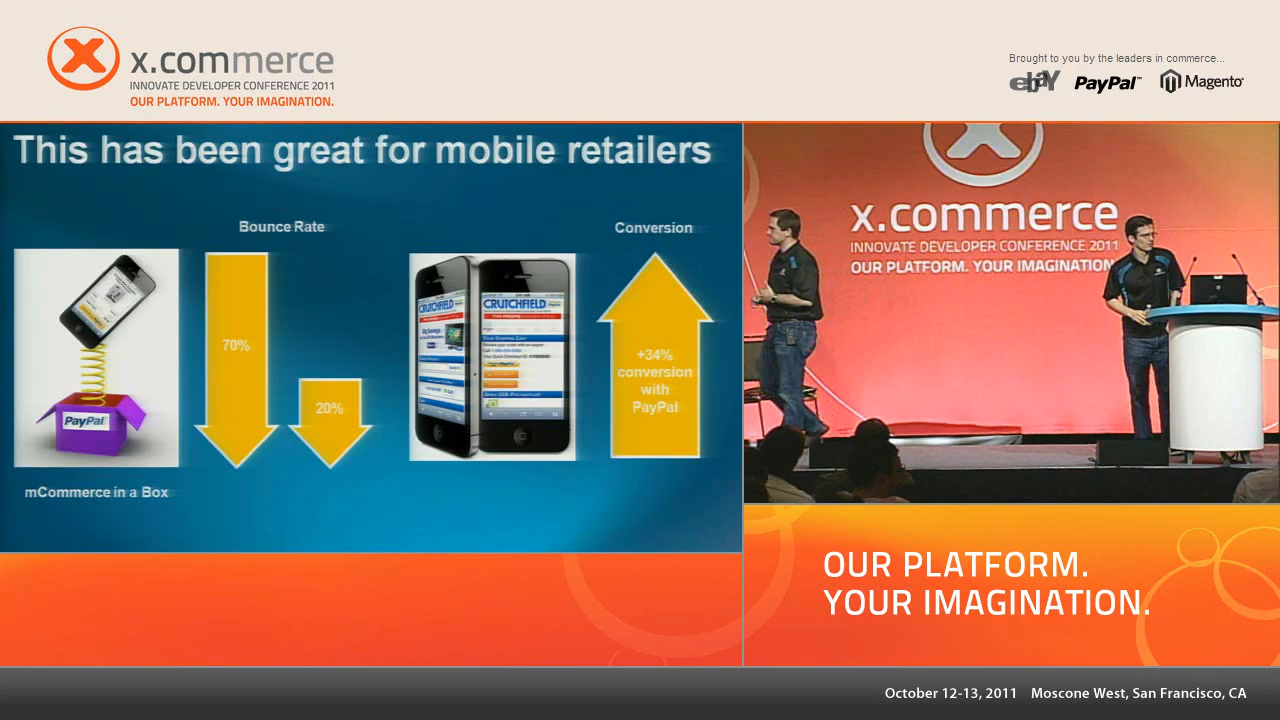 x.commerce
INNOVATE DEVELOPER CONFERENCE 2011
OUR PLATFORM. YOUR IMAGINATION.
Brought to you by the leaders in commerce...
ebaY
PayPal™
Magento®
This has been great for mobile retailers
Bounce Rate
Conversion
70%
20%
PayPal
mCommerce in a Box
CRUTCHFIELD
CRUTCHFIELD
+34%
conversion
with
PayPal
x.commerce
INNOVATE DEVELOPER CONFERENCE 2011
OUR PLATFORM. YOUR IMAGINATION
OUR PLATFORM.
YOUR IMAGINATION.
October 12-13, 2011 Moscone West, San Francisco, CA